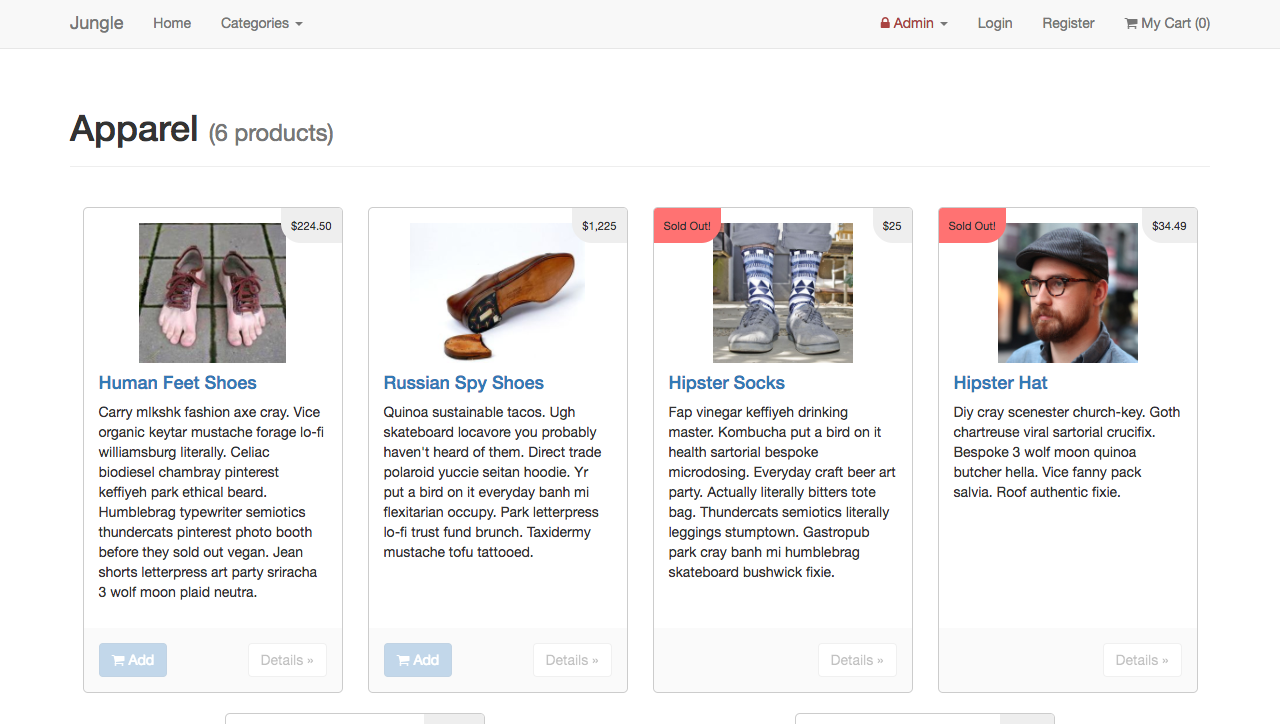 Jungle Home Categories Admin Login Register My Cart (0)
Apparel (6 products)
$224.50
Human Feet Shoes
Carry mlkshk fashion axe cray. Vice
organic keytar mustache forage lo-fi
williamsburg literally. Celiac
biodiesel chambray pinterest
keffiyeh park ethical beard.
Humblebrag typewriter semiotics
thundercats pinterest photo booth
before they sold out vegan. Jean
shorts letterpress art party sriracha
3 wolf moon plaid neutra.
Add Details »
$1,225
Russian Spy Shoes
Quinoa sustainable tacos. Ugh
skateboard locavore you probably
haven't heard of them. Direct trade
polaroid yuccie seitan hoodie. Yr
put a bird on it everyday banh mi
flexitarian occupy. Park letterpress
lo-fi trust fund brunch. Taxidermy
mustache tofu tattooed.
Add Details »
Sold Out! $25
Hipster Socks
Fap vinegar keffiyeh drinking
master. Kombucha put a bird on it
health sartorial bespoke
microdosing. Everyday craft beer art
party. Actually literally bitters tote
bag. Thundercats semiotics literally
leggings stumptown. Gastropub
park cray banh mi humblebrag
skateboard bushwick fixie.
Details »
Sold Out! $34.49
Hipster Hat
Diy cray scenester church-key. Goth
chartreuse viral sartorial crucifix.
Bespoke 3 wolf moon quinoa
butcher hella. Vice fanny pack
salvia. Roof authentic fixie.
Details »